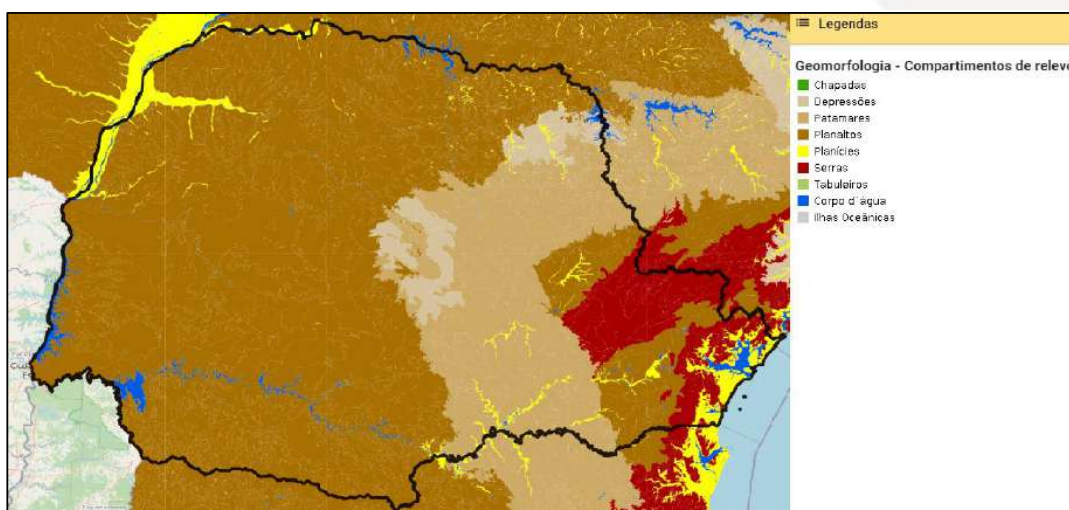 Legendas
Geomorfologia - Compartimentos de relevo
Chapadas
Depressões
Patamares
Planaltos
Planícies
Serras
Tabuleiros
Corpo d`água
Ilhas Oceânicas